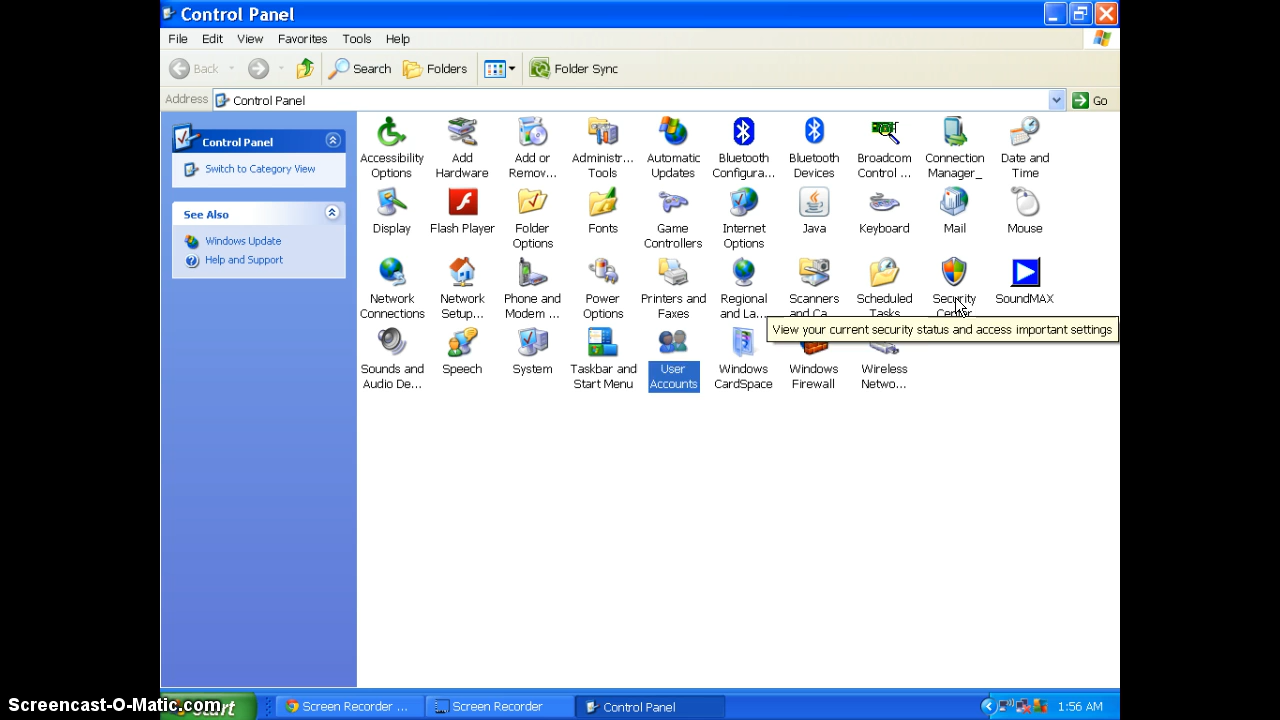 Control Panel
File Edit View Favorites Tools Help
Back Search Folders Folder Sync
Address Control Panel Go
Control Panel
Switch to Category View
See Also
Windows Update
Help and Support
Accessibility Options
Add Hardware
Add or Remov...
Administr... Tools
Automatic Updates
Bluetooth Configura...
Bluetooth Devices
Broadcom Control ...
Connection Manager_
Date and Time
Display
Flash Player
Folder Options
Fonts
Game Controllers
Internet Options
Java
Keyboard
Mail
Mouse
Network Connections
Network Setup...
Phone and Modem ...
Power Options
Printers and Faxes
Regional and La...
Scanners and Ca...
Scheduled Tasks
Security Center
SoundMAX
View your current security status and access important settings
Sounds and Audio De...
Speech
System
Taskbar and Start Menu
User Accounts
Windows CardSpace
Windows Firewall
Wireless Netwo...
Screencast-O-Matic.com
start
Screen Recorder ...
Screen Recorder
Control Panel
1:56 AM